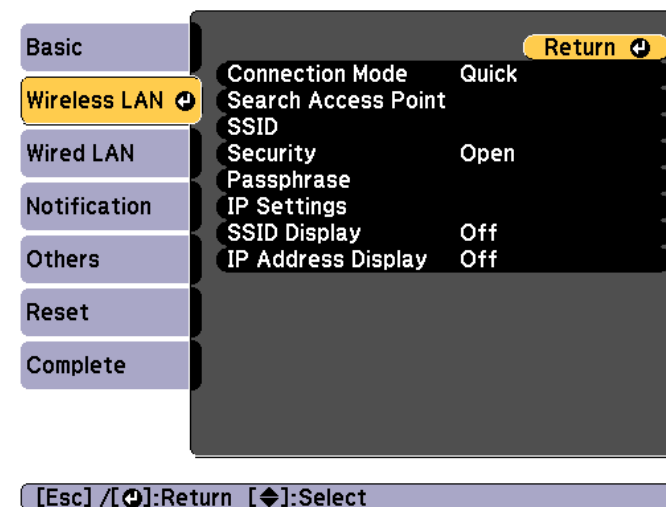 Basic
Wireless LAN
Wired LAN
Notification
Others
Reset
Complete
Return
Connection Mode Quick
Search Access Point
SSID
Security Open
Passphrase
IP Settings
SSID Display Off
IP Address Display Off
[Esc] /[⏎]:Return [◆]:Select